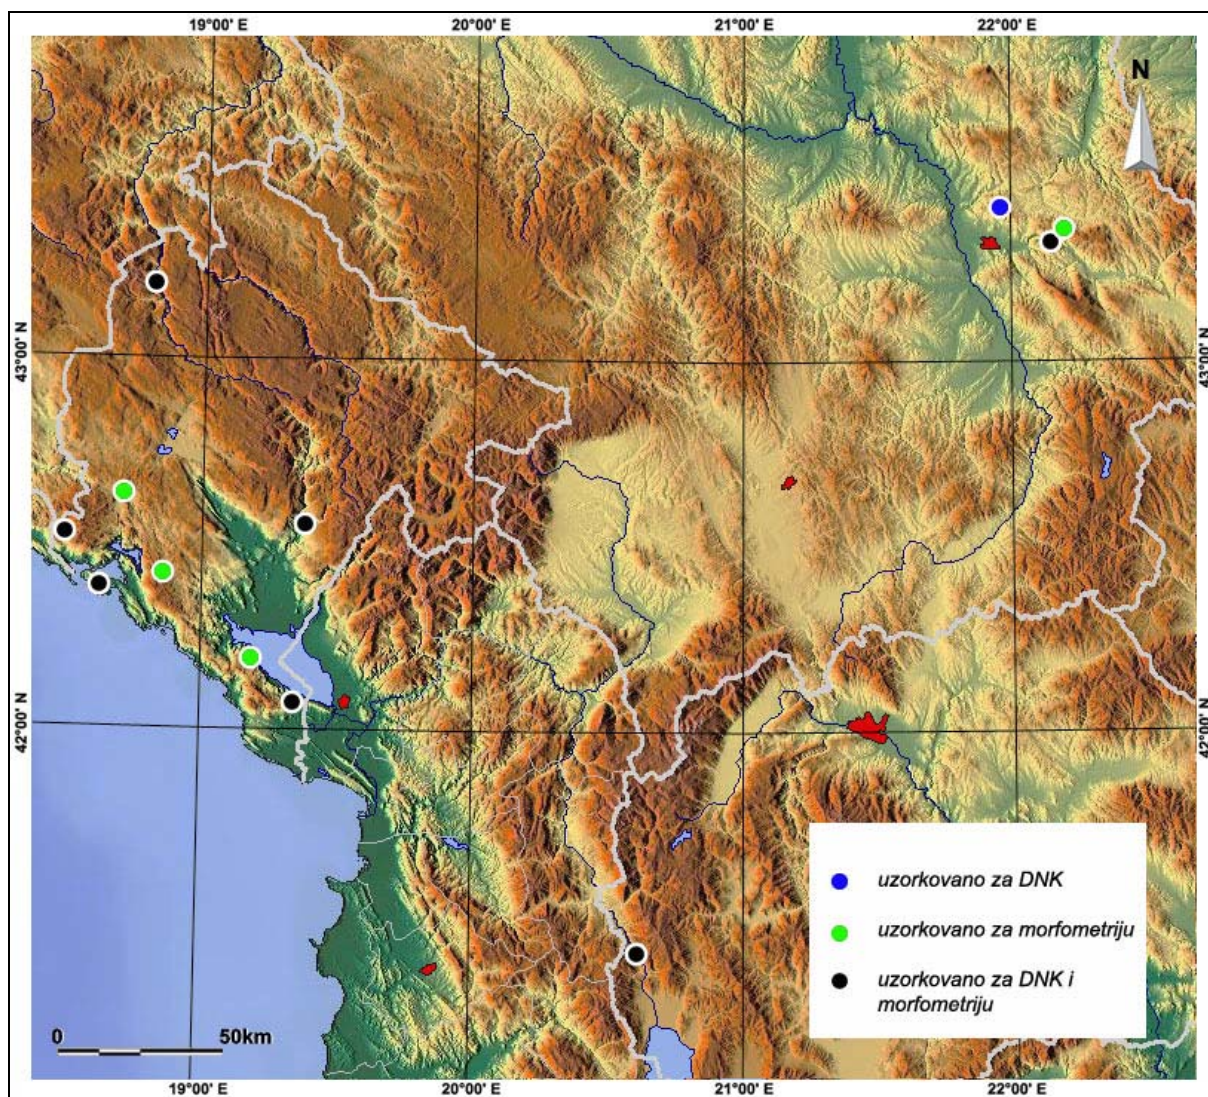 19°00' E
20°00' E
21°00' E
22°00' E
N
43°00' N
43°00' N
42°00' N
42°00' N
uzorkovano za DNK
uzorkovano za morfometriju
uzorkovano za DNK i
morfometriju
0
50km
19°00' E
20°00' E
21°00' E
22°00' E